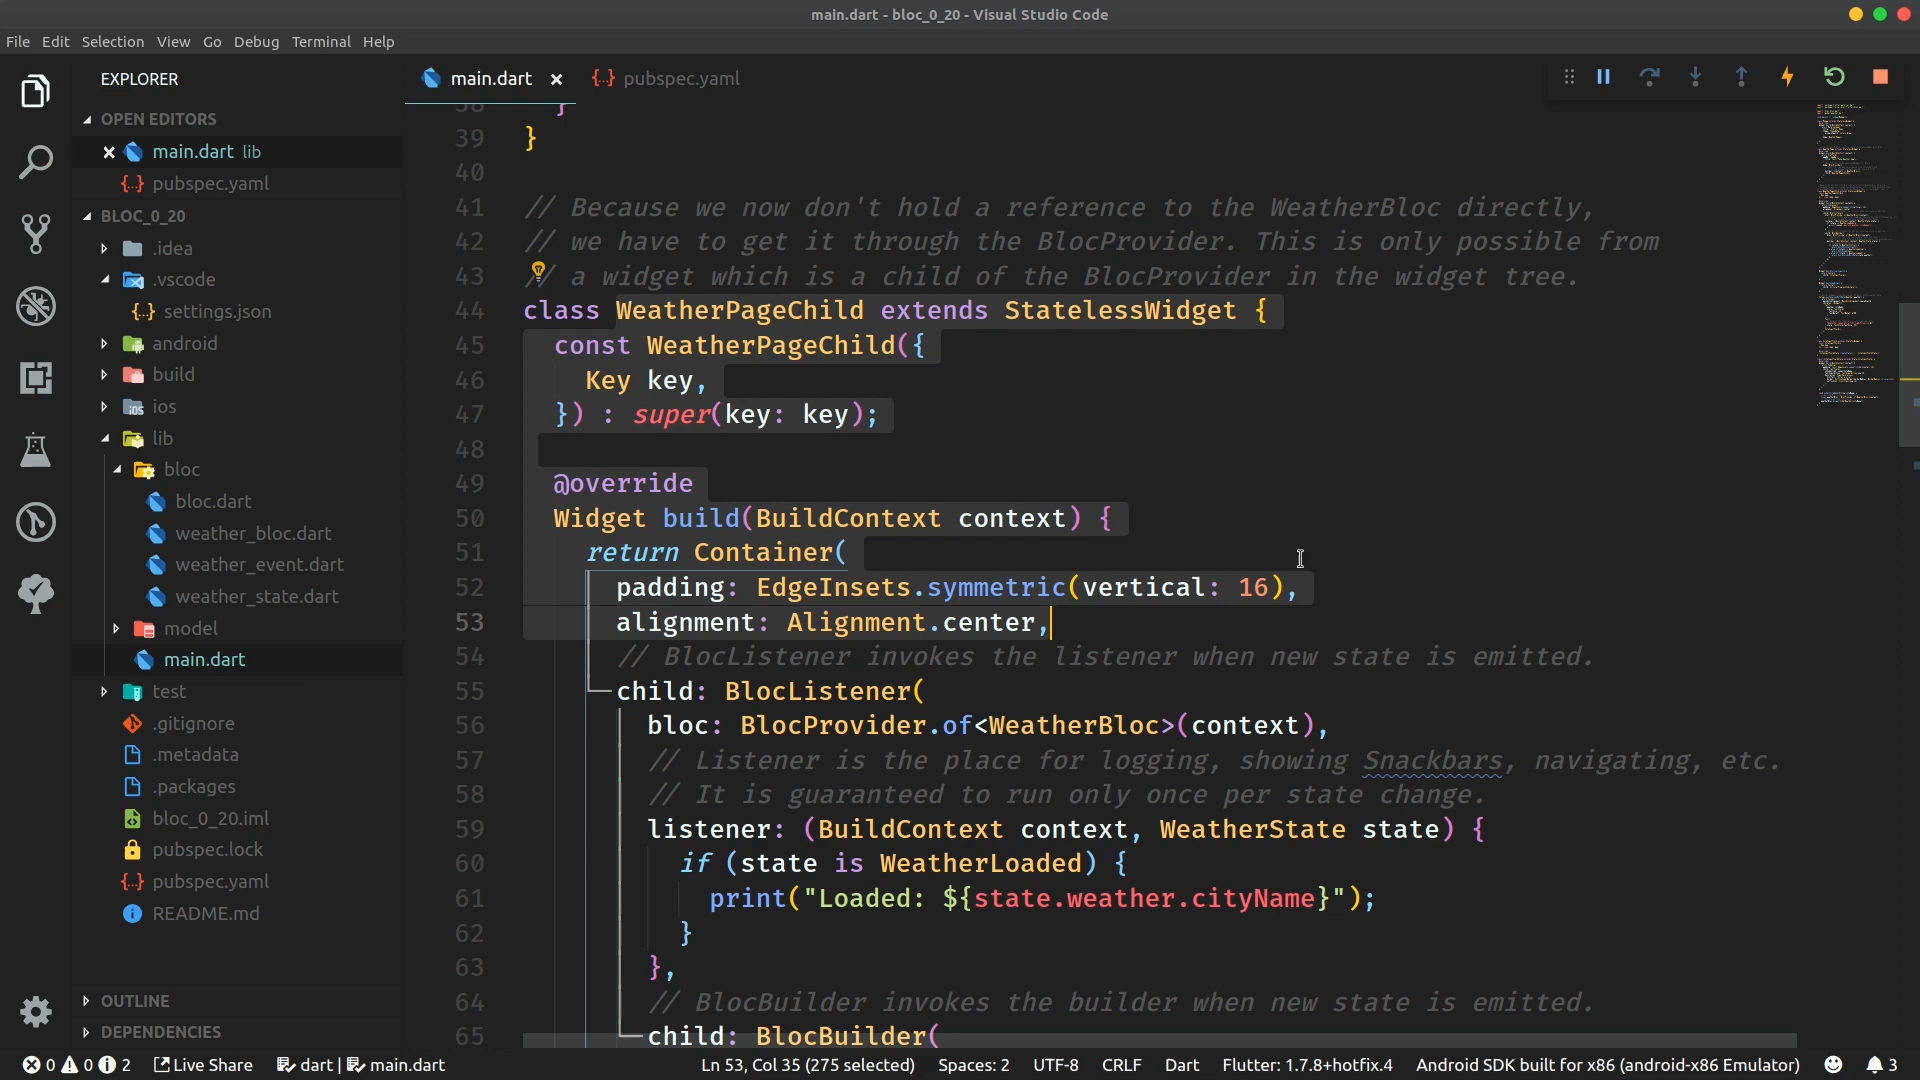 main.dart - bloc_0_20 - Visual Studio Code
File Edit Selection View Go Debug Terminal Help
EXPLORER
OPEN EDITORS
main.dart lib
pubspec.yaml
BLOC_0_20
.idea
.vscode
settings.json
android
build
ios
lib
bloc
bloc.dart
weather_bloc.dart
weather_event.dart
weather_state.dart
model
main.dart
test
.gitignore
.metadata
.packages
bloc_0_20.iml
pubspec.lock
pubspec.yaml
README.md
OUTLINE
DEPENDENCIES
main.dart pubspec.yaml
38 }
39 }
40
41 // Because we now don't hold a reference to the WeatherBloc directly,
42 // we have to get it through the BlocProvider. This is only possible from
43 // a widget which is a child of the BlocProvider in the widget tree.
44 class WeatherPageChild extends StatelessWidget {
45 const WeatherPageChild({
46 Key key,
47 }) : super(key: key);
48
49 @override
50 Widget build(BuildContext context) {
51 return Container(
52 padding: EdgeInsets.symmetric(vertical: 16),
53 alignment: Alignment.center,
54 // BlocListener invokes the listener when new state is emitted.
55 child: BlocListener(
56 bloc: BlocProvider.of<WeatherBloc>(context),
57 // Listener is the place for logging, showing Snackbars, navigating, etc.
58 // It is guaranteed to run only once per state change.
59 listener: (BuildContext context, WeatherState state) {
60 if (state is WeatherLoaded) {
61 print("Loaded: ${state.weather.cityName}");
62 }
63 },
64 // BlocBuilder invokes the builder when new state is emitted.
65 child: BlocBuilder(
0 0 2 Live Share dart | main.dart Ln 53, Col 35 (275 selected) Spaces: 2 UTF-8 CRLF Dart Flutter: 1.7.8+hotfix.4 Android SDK built for x86 (android-x86 Emulator) 3